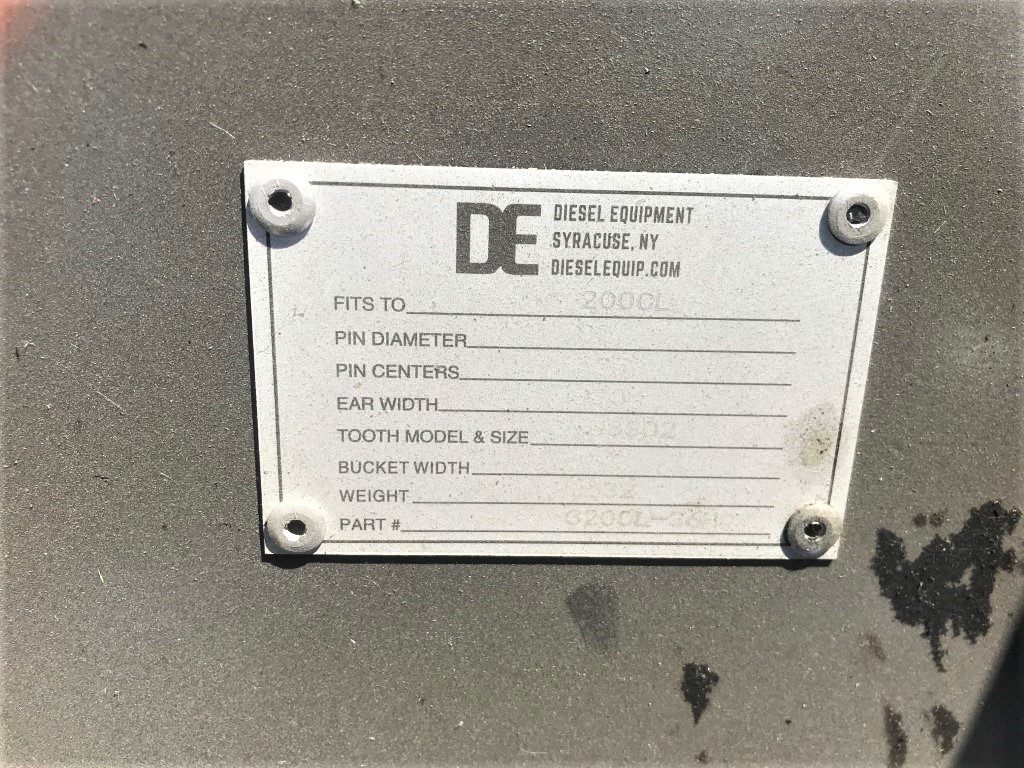 DE
DIESEL EQUIPMENT
SYRACUSE, NY
DIESELEQUIP.COM
FITS TO 200CL
PIN DIAMETER
PIN CENTERS
EAR WIDTH
TOOTH MODEL & SIZE
BUCKET WIDTH
WEIGHT
PART #